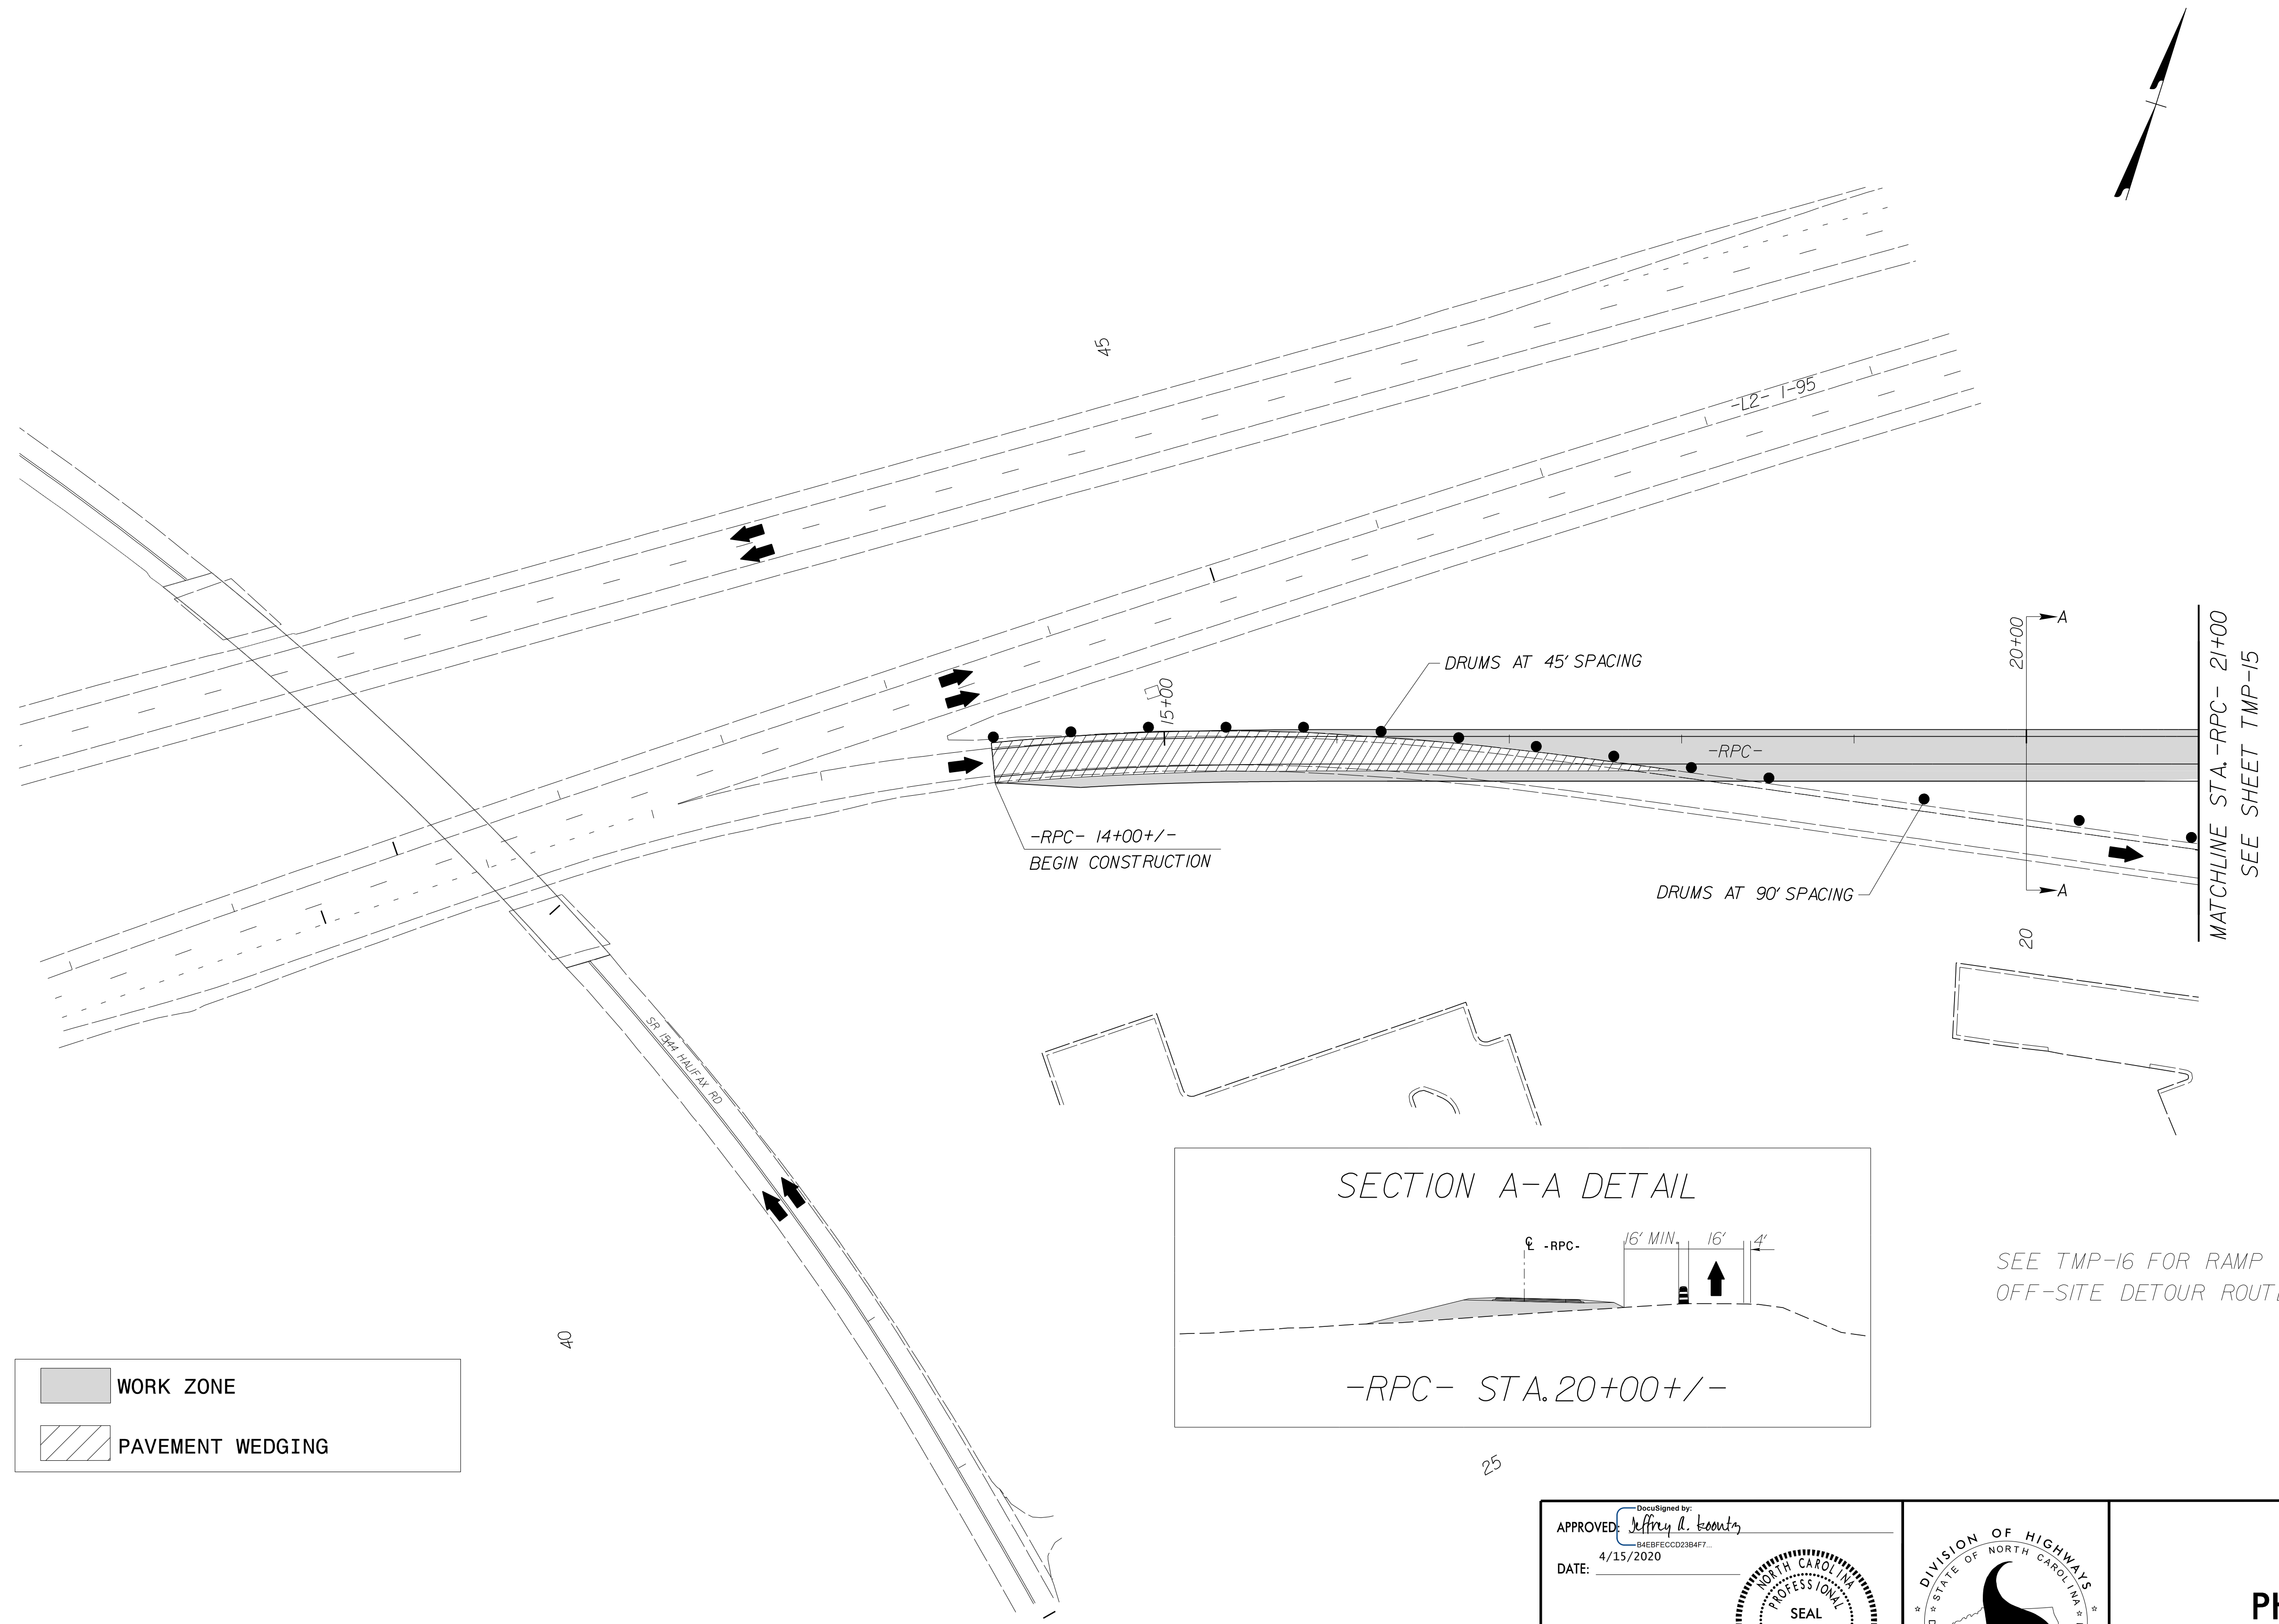 45
-L2- I-95
DRUMS AT 45' SPACING
15+00
20+00
A
-RPC-
MATCHLINE STA. -RPC- 21+00
SEE SHEET TMP-15
-RPC- 14+00+/-
BEGIN CONSTRUCTION
DRUMS AT 90' SPACING
A
20
SR 1544 HALIFAX RD
SECTION A-A DETAIL
℄ -RPC-
16' MIN.
16'
4'
-RPC- STA. 20+00+/-
SEE TMP-16 FOR RAMP
OFF-SITE DETOUR
40
WORK ZONE
PAVEMENT WEDGING
25
DocuSigned by:
APPROVED: Jeffrey A. Koontz
B4EBFECCD23B4F7...
4/15/2020
DATE:
NORTH CAROLINA
PROFESSIONAL
SEAL
DIVISION OF HIGHWAYS
STATE OF NORTH CAROLINA